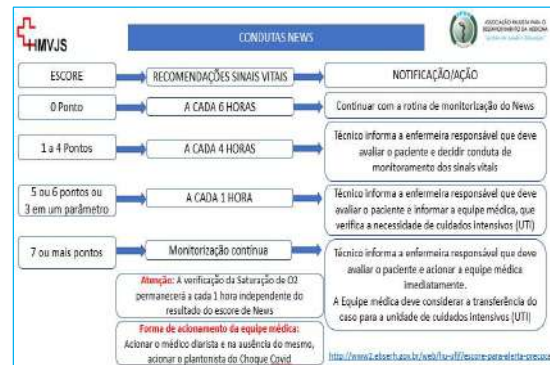 HMVJS
CONDUTAS NEWS
ASSOCIAÇÃO PAULISTA PARA O
DESENVOLVIMENTO DA MEDICINA
ESCORE
RECOMENDAÇÕES SINAIS VITAIS
NOTIFICAÇÃO/AÇÃO
0 Ponto
A CADA 6 HORAS
Continuar com a rotina de monitorização do News
1 a 4 Pontos
A CADA 4 HORAS
Técnico informa a enfermeira responsável que deve
avaliar o paciente e decidir conduta de
monitoramento dos sinais vitais
5 ou 6 pontos ou
3 em um parâmetro
A CADA 1 HORA
Técnico informa a enfermeira responsável que deve
avaliar o paciente e informar a equipe médica, que
verifica a necessidade de cuidados intensivos (UTI)
7 ou mais pontos
Monitorização contínua
Técnico informa a enfermeira responsável que deve
avaliar o paciente e acionar a equipe médica
imediatamente.
A Equipe médica deve considerar a transferência do
caso para a unidade de cuidados intensivos (UTI)
Atenção: A verificação da Saturação de O2
permanecerá a cada 1 hora independente do
resultado do escore de News
Forma de acionamento da equipe médica:
Acionar o médico diarista e na ausência do mesmo,
acionar o plantonista do Choque Covid